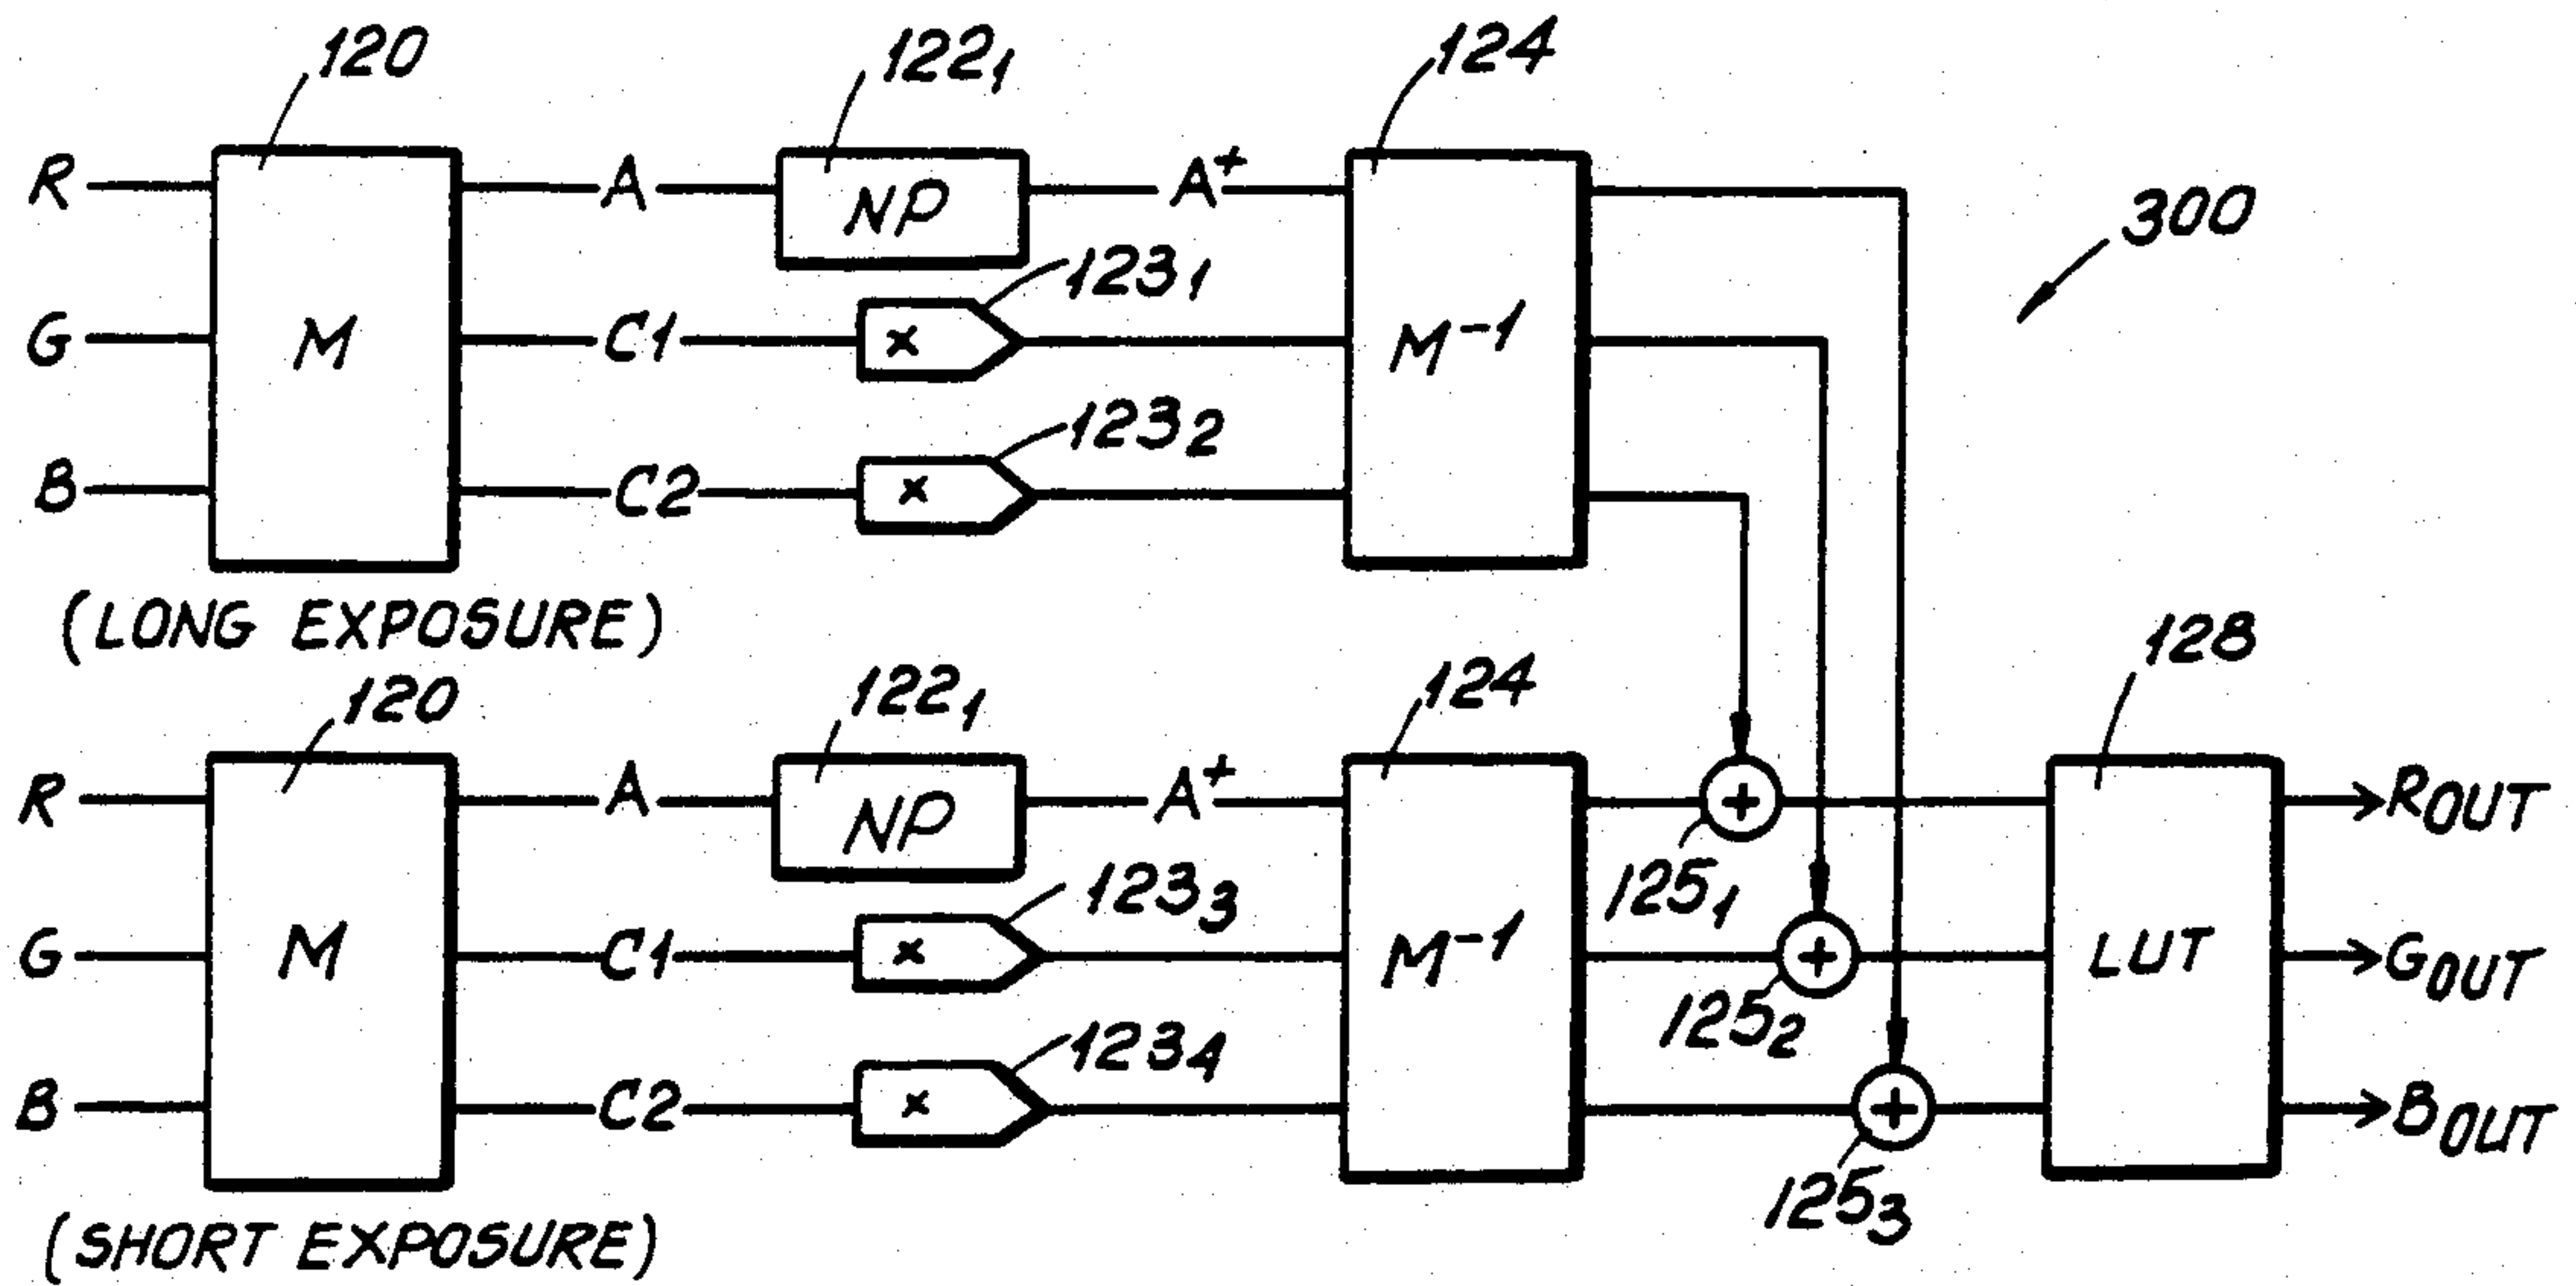 120 122₁ 124
R A NP A⁺ 300
123₁
G M C1 x M⁻¹
123₂
B C2 x
(LONG EXPOSURE)
120 122₁ 124 128
R A NP A⁺ + ROUT
123₃ 125₁
G M C1 x M⁻¹ + LUT GOUT
123₄ 125₂
B C2 x + BOUT
125₃
(SHORT EXPOSURE)